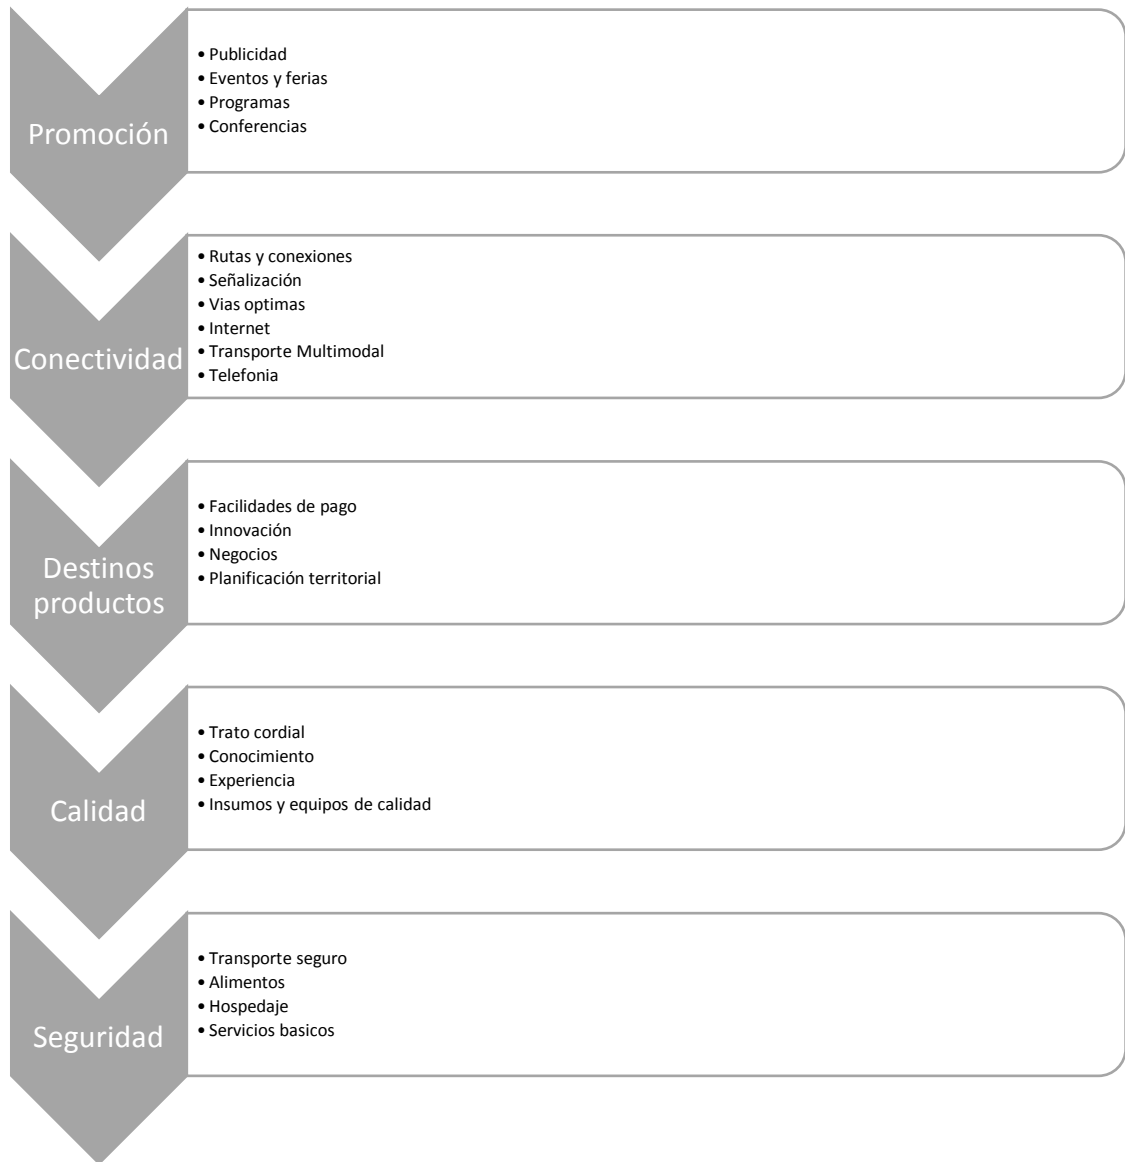 Promoción
• Publicidad
• Eventos y ferias
• Programas
• Conferencias
Conectividad
• Rutas y conexiones
• Señalización
• Vias optimas
• Internet
• Transporte Multimodal
• Telefonia
Destinos
productos
• Facilidades de pago
• Innovación
• Negocios
• Planificación territorial
Calidad
• Trato cordial
• Conocimiento
• Experiencia
• Insumos y equipos de calidad
Seguridad
• Transporte seguro
• Alimentos
• Hospedaje
• Servicios basicos